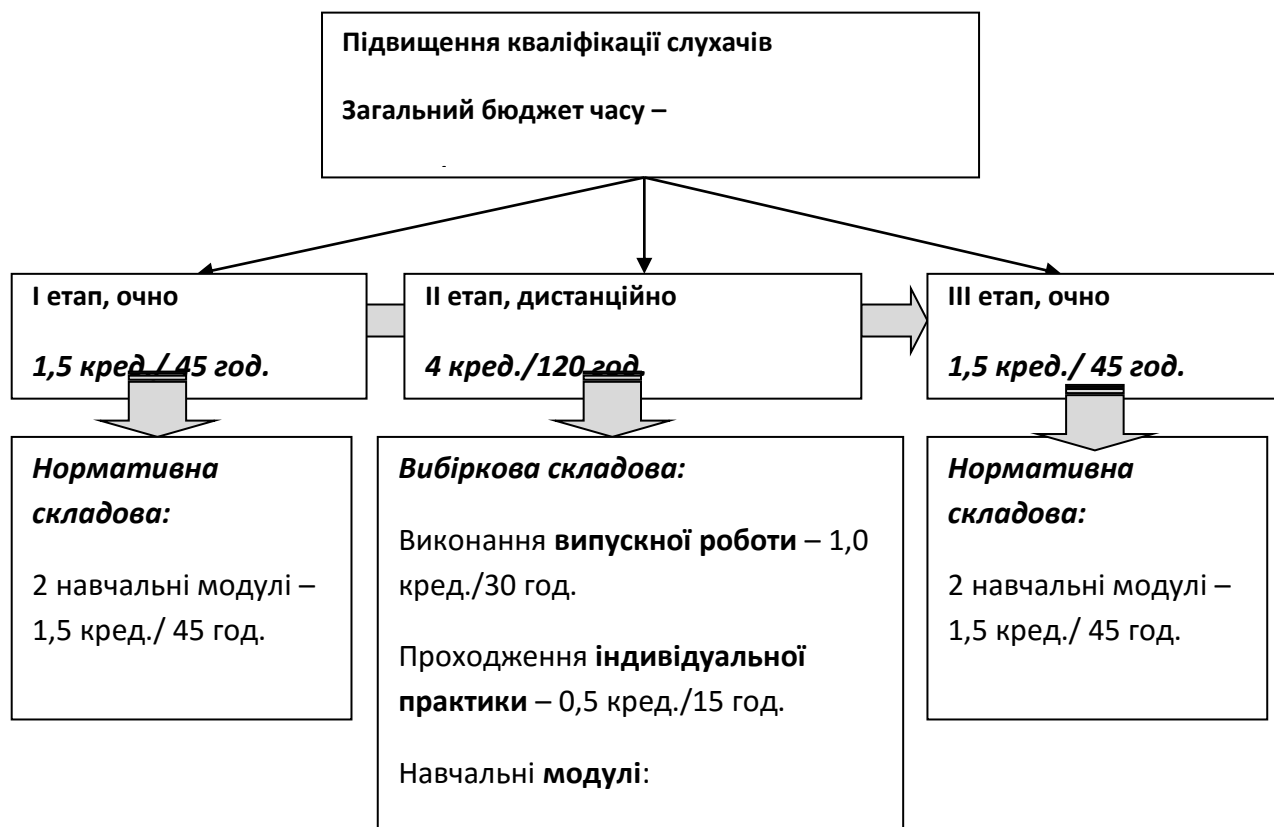 Підвищення кваліфікації слухачів
Загальний бюджет часу –
І етап, очно
1,5 кред./ 45 год.
ІІ етап, дистанційно
4 кред./120 год.
ІІІ етап, очно
1,5 кред./ 45 год.
Нормативна
складова:
2 навчальні модулі –
1,5 кред./ 45 год.
Вибіркова складова:
Виконання випускної роботи – 1,0
кред./30 год.
Проходження індивідуальної
практики – 0,5 кред./15 год.
Навчальні модулі:
Нормативна
складова:
2 навчальні модулі –
1,5 кред./ 45 год.